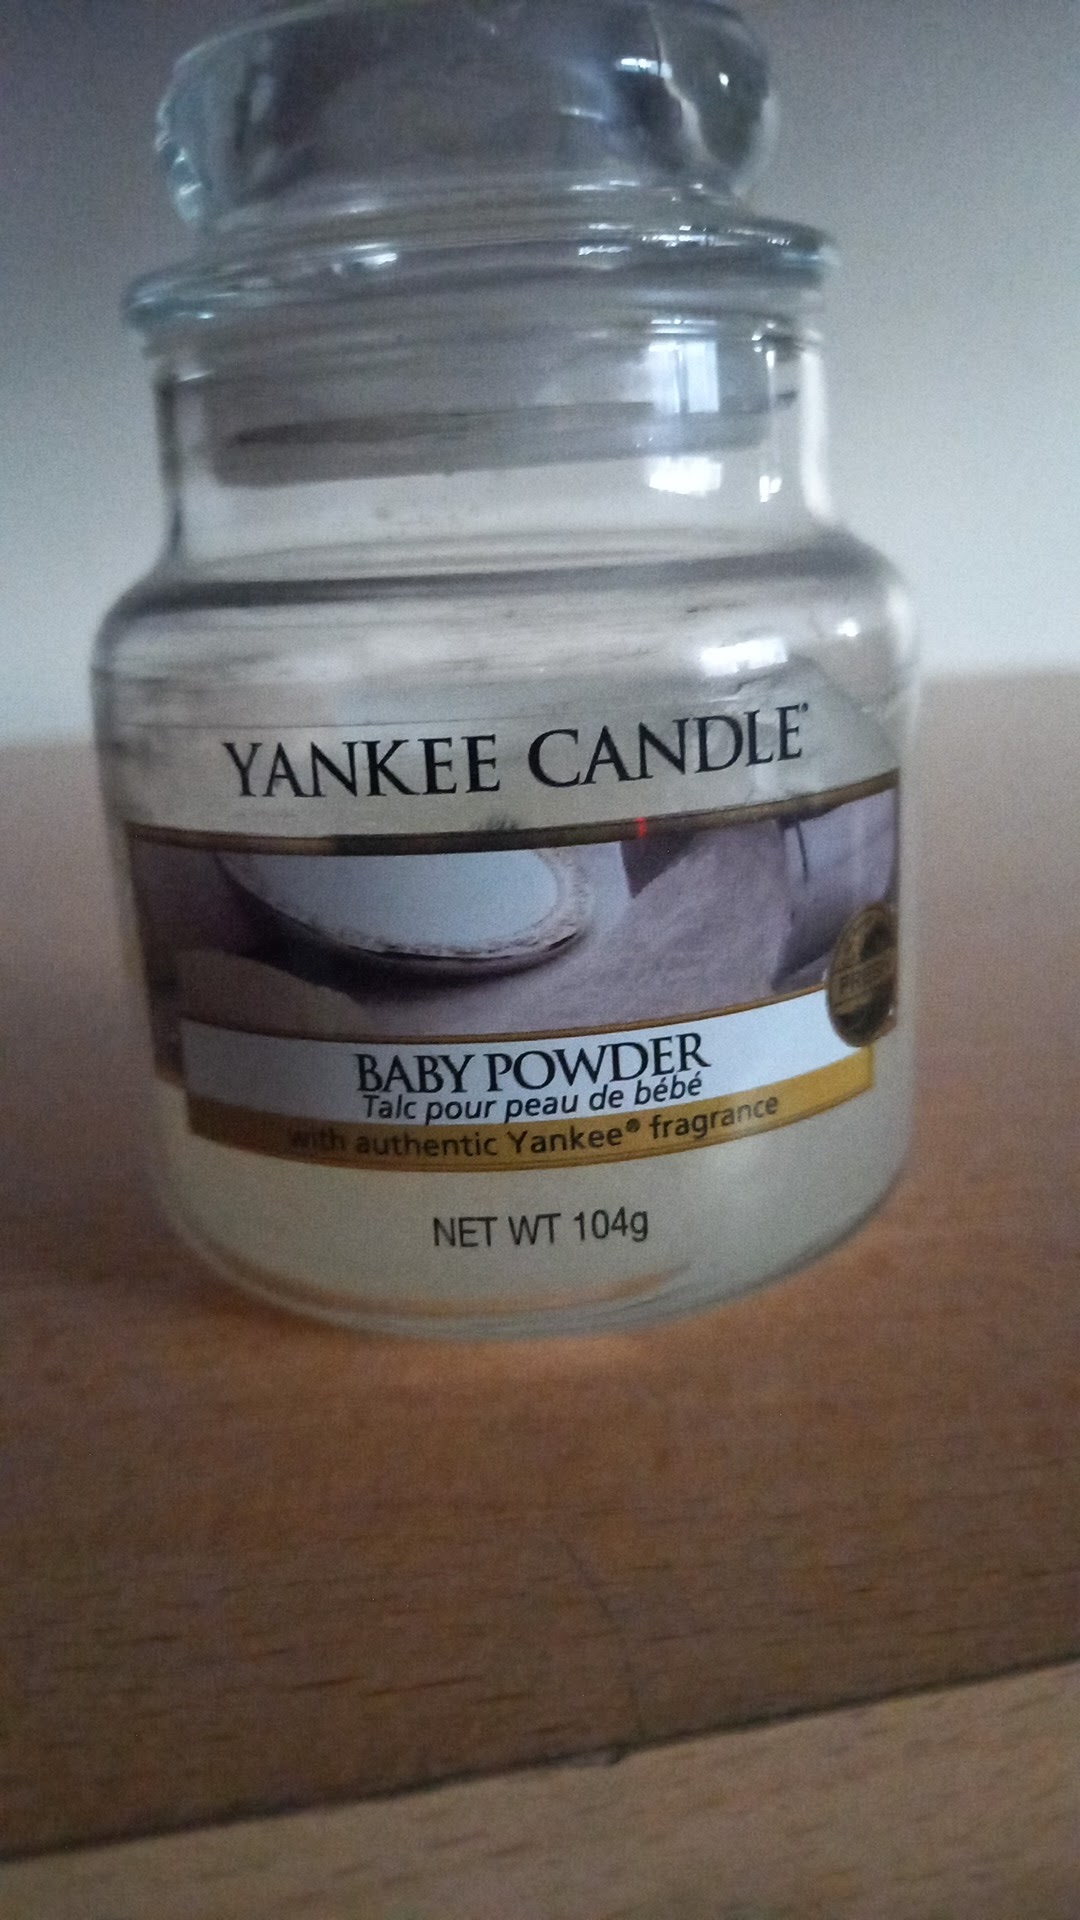 YANKEE CANDLE®
BABY POWDER
Talc pour peau de bébé
with authentic Yankee® fragrance
NET WT 104g